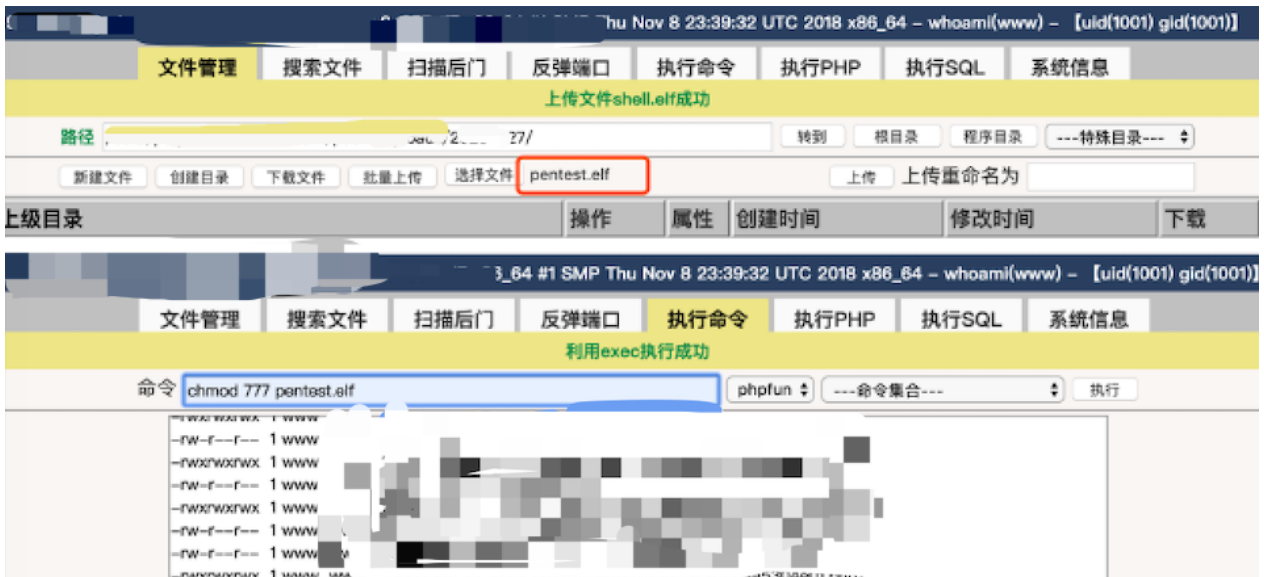 Thu Nov 8 23:39:32 UTC 2018 x86_64 – whoami(www) – 【uid(1001) gid(1001)】
文件管理 搜索文件 扫描后门 反弹端口 执行命令 执行PHP 执行SQL 系统信息
上传文件shell.elf成功
路径 27/ 转到 根目录 程序目录 ---特殊目录---
新建文件 创建目录 下载文件 批量上传 选择文件 pentest.elf 上传 上传重命名为
上级目录 操作 属性 创建时间 修改时间 下载
_64 #1 SMP Thu Nov 8 23:39:32 UTC 2018 x86_64 – whoami(www) – 【uid(1001) gid(1001)】
文件管理 搜索文件 扫描后门 反弹端口 执行命令 执行PHP 执行SQL 系统信息
利用exec执行成功
命令 chmod 777 pentest.elf phpfun ---命令集合--- 执行
-rwxrwxrwx 1 www
-rw-r--r-- 1 www
-rwxrwxrwx 1 www
-rw-r--r-- 1 www
-rwxrwxrwx 1 www
-rw-r--r-- 1 www
-rw-r--r-- 1 www
-rwxrwxrwx 1 www